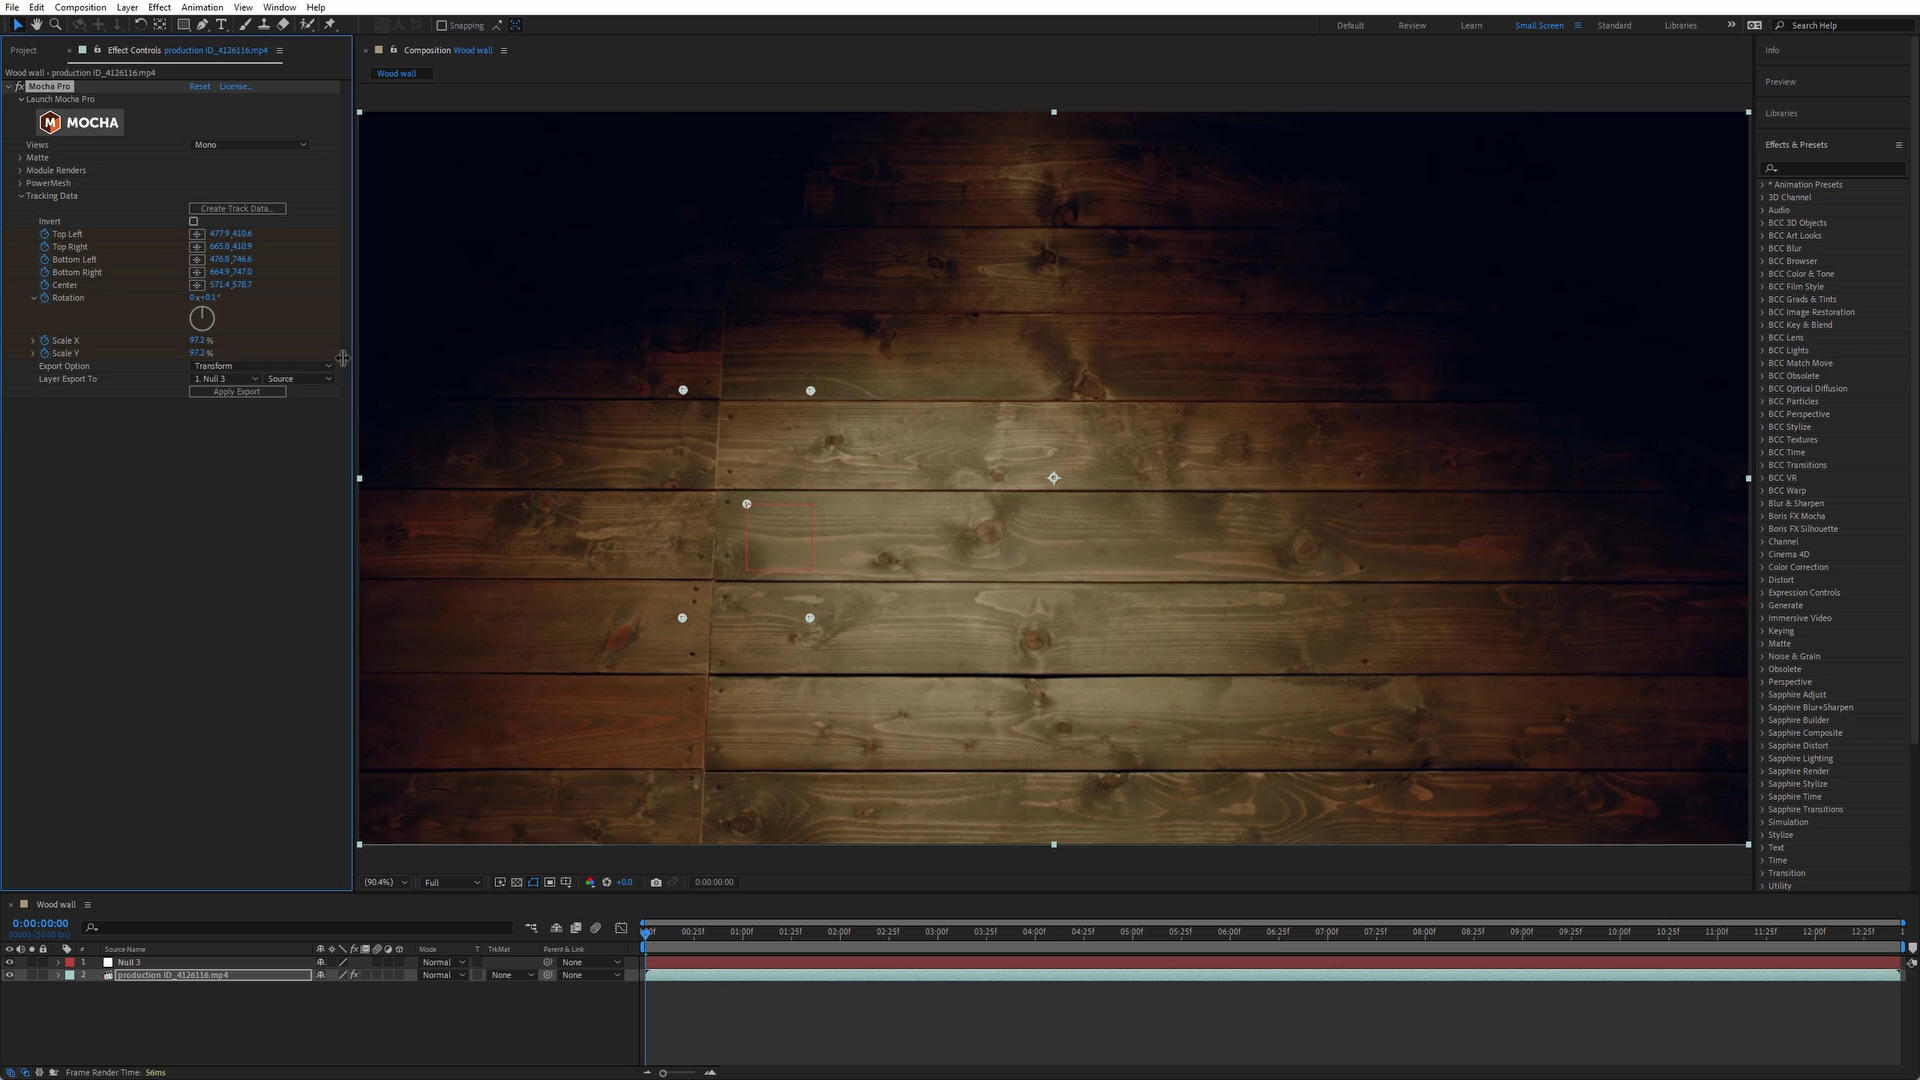 File Edit Composition Layer Effect Animation View Window Help
Snapping Default Review Learn Small Screen Standard Libraries Search Help
Project Effect Controls production ID_4126116.mp4
Composition Wood wall
Wood wall - production ID_4126116.mp4
Wood wall
fx Mocha Pro Reset License...
Launch Mocha Pro
M MOCHA
Views Mono
Matte
Module Renders
PowerMesh
Tracking Data
Create Track Data...
Invert
Top Left 477.9,410.6
Top Right 665.8,410.9
Bottom Left 476.8,746.6
Bottom Right 664.9,747.0
Center 571.4,578.7
Rotation 0x+0.1°
Scale X 97.2 %
Scale Y 97.2 %
Export Option Transform
Layer Export To 1. Null 3 Source
Apply Export
(90.4%) Full +0.0 0:00:00:00
Info
Preview
Libraries
Effects & Presets
* Animation Presets
3D Channel
Audio
BCC 3D Objects
BCC Art Looks
BCC Blur
BCC Browser
BCC Color & Tone
BCC Film Style
BCC Grads & Tints
BCC Image Restoration
BCC Key & Blend
BCC Lens
BCC Lights
BCC Match Move
BCC Obsolete
BCC Optical Diffusion
BCC Particles
BCC Perspective
BCC Stylize
BCC Textures
BCC Time
BCC Transitions
BCC VR
BCC Warp
Blur & Sharpen
Boris FX Mocha
Boris FX Silhouette
Channel
Cinema 4D
Color Correction
Distort
Expression Controls
Generate
Immersive Video
Keying
Matte
Noise & Grain
Obsolete
Perspective
Sapphire Adjust
Sapphire Blur+Sharpen
Sapphire Builder
Sapphire Composite
Sapphire Distort
Sapphire Lighting
Sapphire Render
Sapphire Stylize
Sapphire Time
Sapphire Transitions
Simulation
Stylize
Text
Time
Transition
Utility
Wood wall
0:00:00:00
00000 (50.00 fps)
00:25f 01:00f 01:25f 02:00f 02:25f 03:00f 03:25f 04:00f 04:25f 05:00f 05:25f 06:00f 06:25f 07:00f 07:25f 08:00f 08:25f 09:00f 09:25f 10:00f 10:25f 11:00f 11:25f 12:00f 12:25f
# Source Name Mode T TrkMat Parent & Link
1 Null 3 Normal None
2 production ID_4126116.mp4 fx Normal None None
Frame Render Time: 56ms